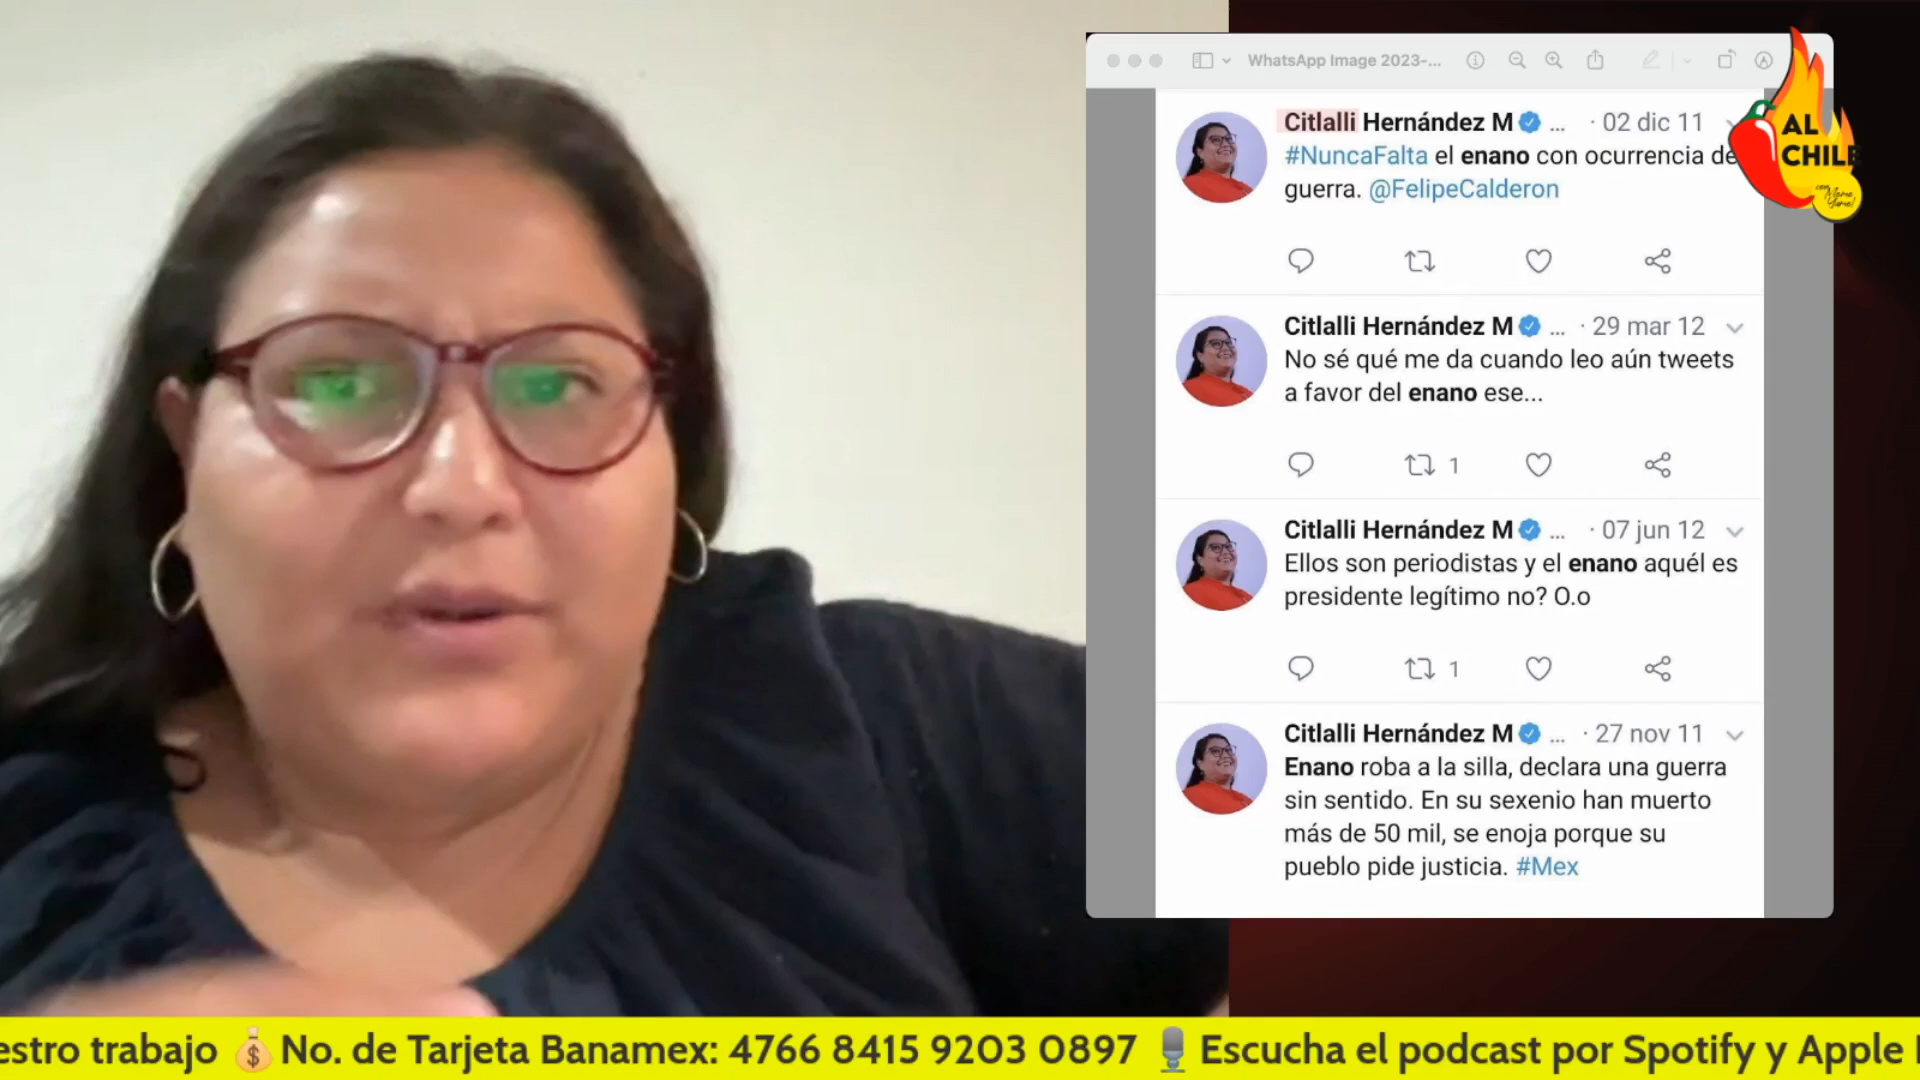 WhatsApp Image 2023-...
Citlalli Hernández M ... · 02 dic 11
#NuncaFalta el enano con ocurrencia de
guerra. @FelipeCalderon
AL
CHILE
Citlalli Hernández M ... · 29 mar 12
No sé qué me da cuando leo aún tweets
a favor del enano ese...
1
Citlalli Hernández M ... · 07 jun 12
Ellos son periodistas y el enano aquél es
presidente legítimo no? O.o
1
Citlalli Hernández M ... · 27 nov 11
Enano roba a la silla, declara una guerra
sin sentido. En su sexenio han muerto
más de 50 mil, se enoja porque su
pueblo pide justicia. #Mex
estro trabajo 💰No. de Tarjeta Banamex: 4766 8415 9203 0897 🎙️Escucha el podcast por Spotify y Apple